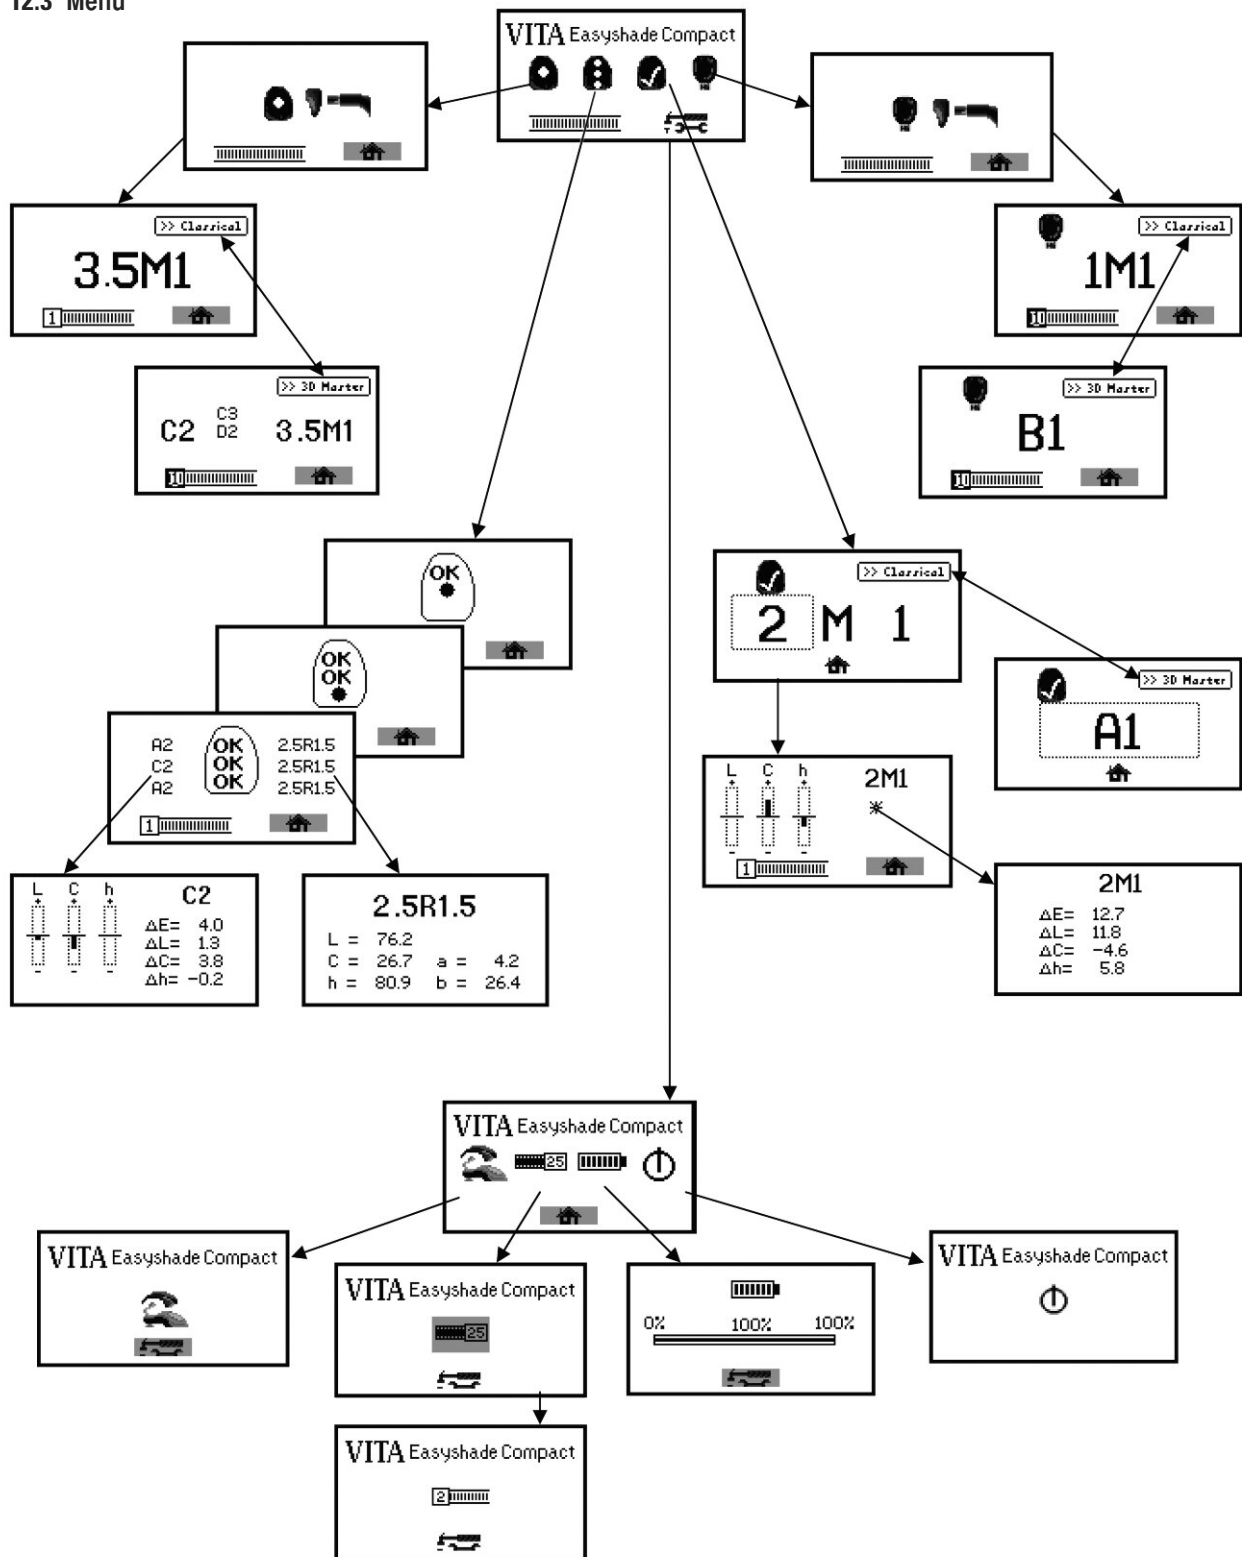 12.3 Menu
VITA Easyshade Compact
>> Classical
3.5M1
1
>> 3D Master
C2
C3
D2
3.5M1
>> Classical
1M1
>> 3D Master
B1
OK
OK
OK
A2 OK 2.5R1.5
C2 OK 2.5R1.5
A2 OK 2.5R1.5
1
L C h C2
+ + +
- - -
ΔE= 4.0
ΔL= 1.3
ΔC= 3.8
Δh= -0.2
2.5R1.5
L = 76.2
C = 26.7 a = 4.2
h = 80.9 b = 26.4
>> Classical
2 M 1
>> 3D Master
A1
L C h
+ + +
2M1
- - -
1
2M1
ΔE= 12.7
ΔL= 11.8
ΔC= -4.6
Δh= 5.8
VITA Easyshade Compact
25
VITA Easyshade Compact
VITA Easyshade Compact
25
0% 100% 100%
VITA Easyshade Compact
VITA Easyshade Compact
2